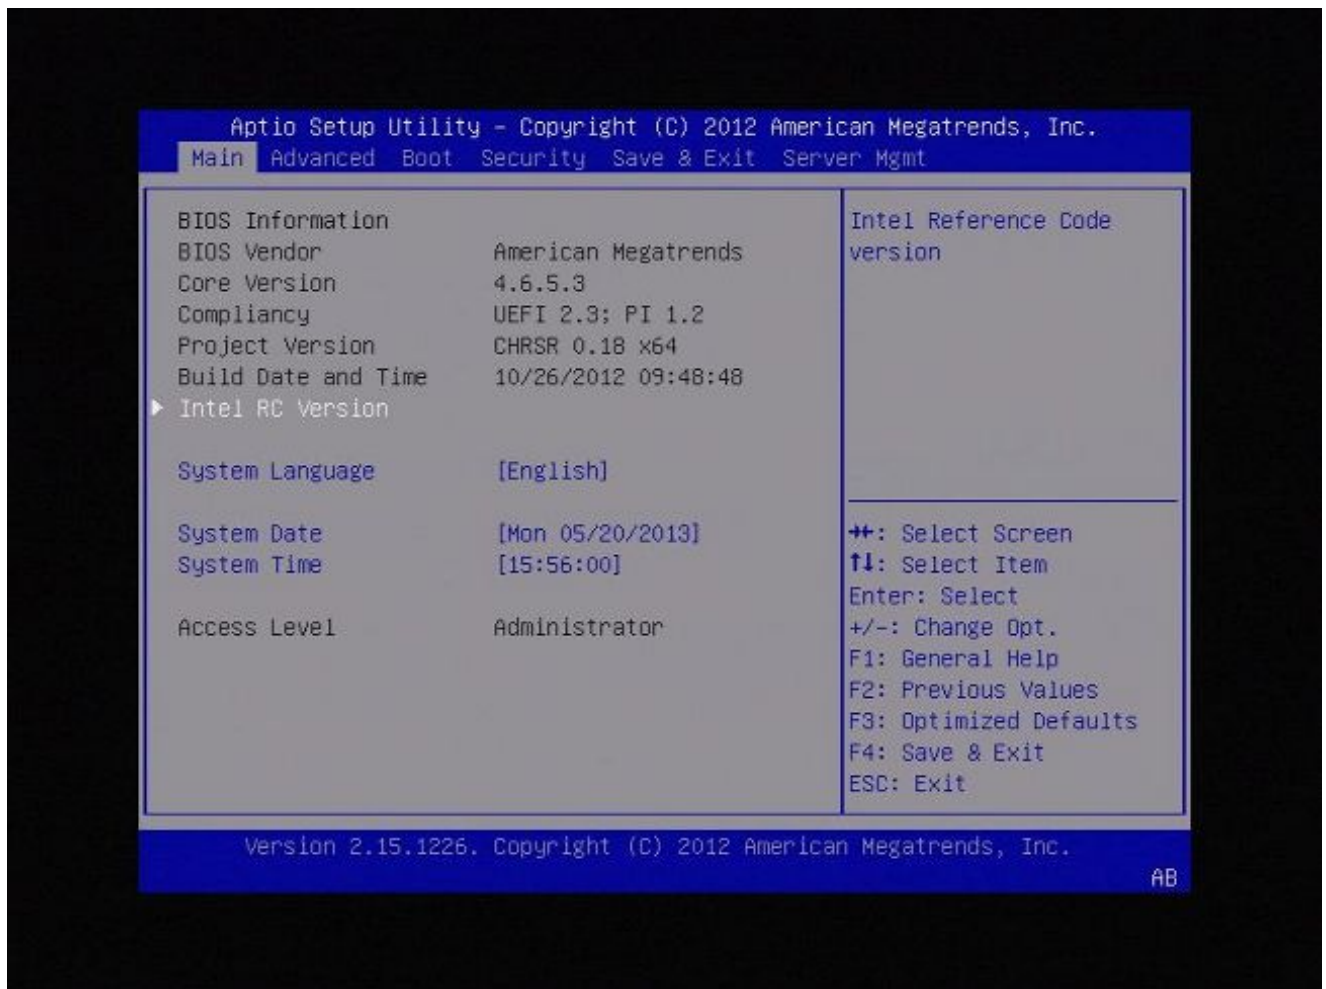 Aptio Setup Utility - Copyright (C) 2012 American Megatrends, Inc.
Main Advanced Boot Security Save & Exit Server Mgmt
BIOS Information
BIOS Vendor American Megatrends
Core Version 4.6.5.3
Compliancy UEFI 2.3; PI 1.2
Project Version CHRSR 0.18 x64
Build Date and Time 10/26/2012 09:48:48
▶ Intel RC Version
System Language [English]
System Date [Mon 05/20/2013]
System Time [15:56:00]
Access Level Administrator
Intel Reference Code
version
→←: Select Screen
↑↓: Select Item
Enter: Select
+/-: Change Opt.
F1: General Help
F2: Previous Values
F3: Optimized Defaults
F4: Save & Exit
ESC: Exit
Version 2.15.1226. Copyright (C) 2012 American Megatrends, Inc.
AB